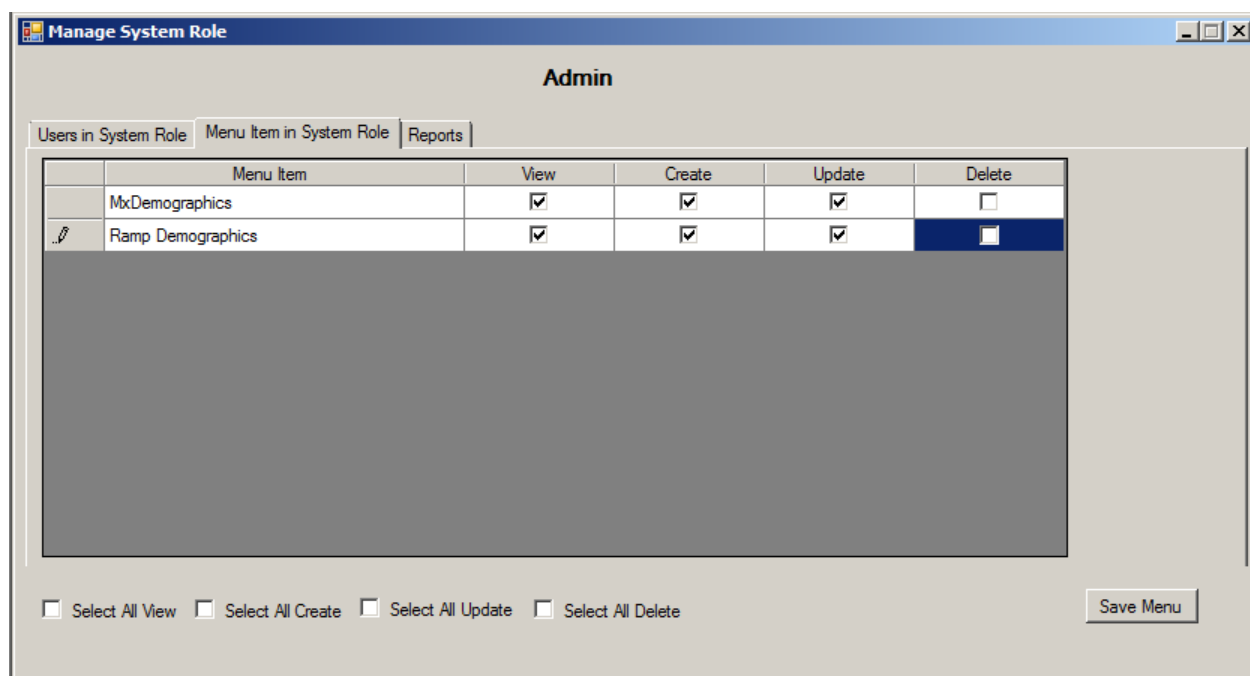 Manage System Role
Admin
Users in System Role Menu Item in System Role Reports
Menu Item View Create Update Delete
MxDemographics
Ramp Demographics
Select All View Select All Create Select All Update Select All Delete Save Menu